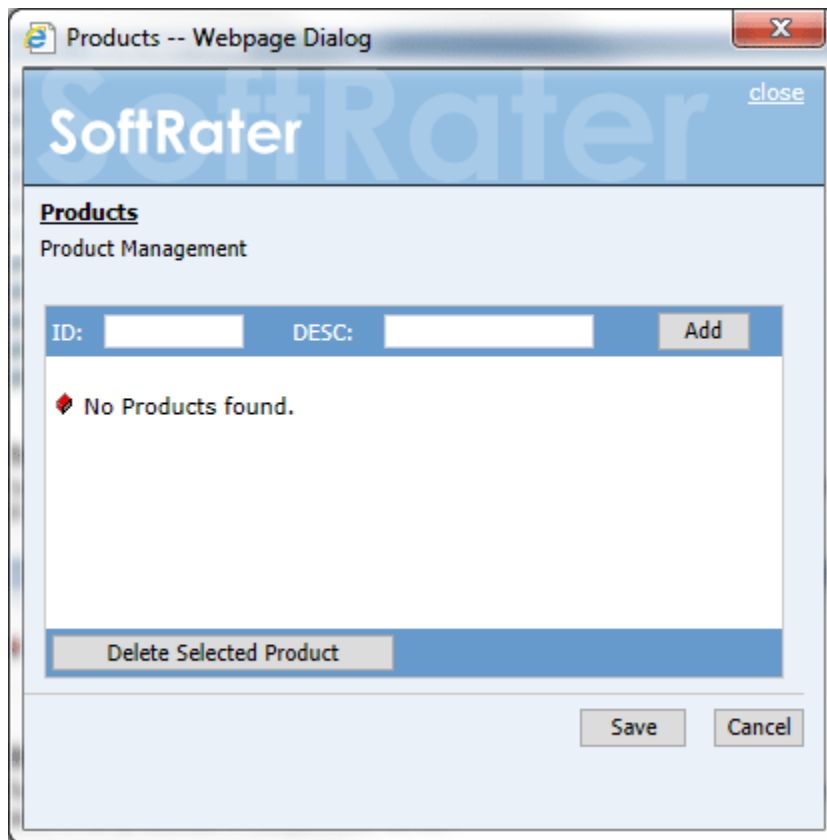 Products -- Webpage Dialog
SoftRater
close
SoftRater
Products
Product Management
ID: DESC: Add
No Products found.
Delete Selected Product
Save Cancel